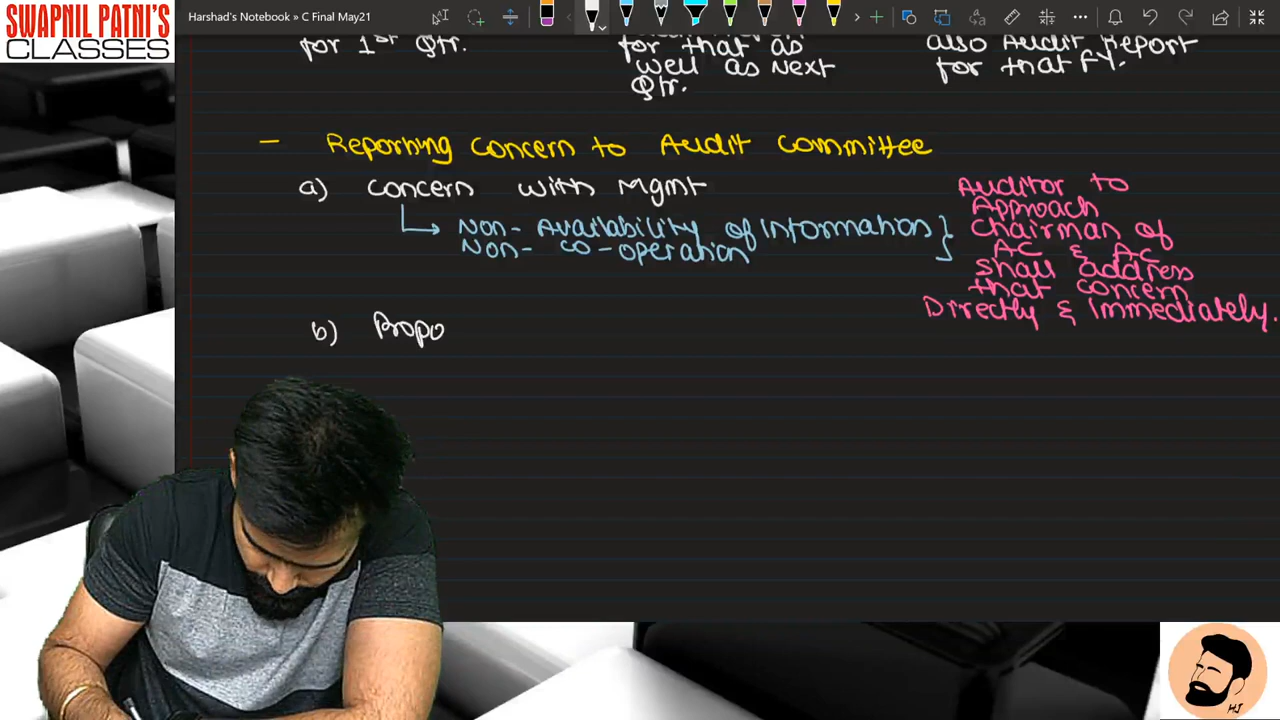 SWAPNIL PATNI'S
CLASSES
Harshad's Notebook » C Final May21
for 1st Qtr.
for that as
well as Next
Qtr.
also Audit Report
for that FY.
- Reporting Concern to Audit Committee
a) Concern with Mgmt
Non-Availability of Information
Non-co-operation
Auditor to
Approach
Chairman of
AC & AC
shall address
that concern
Directly & Immediately.
b) Propo
HJ